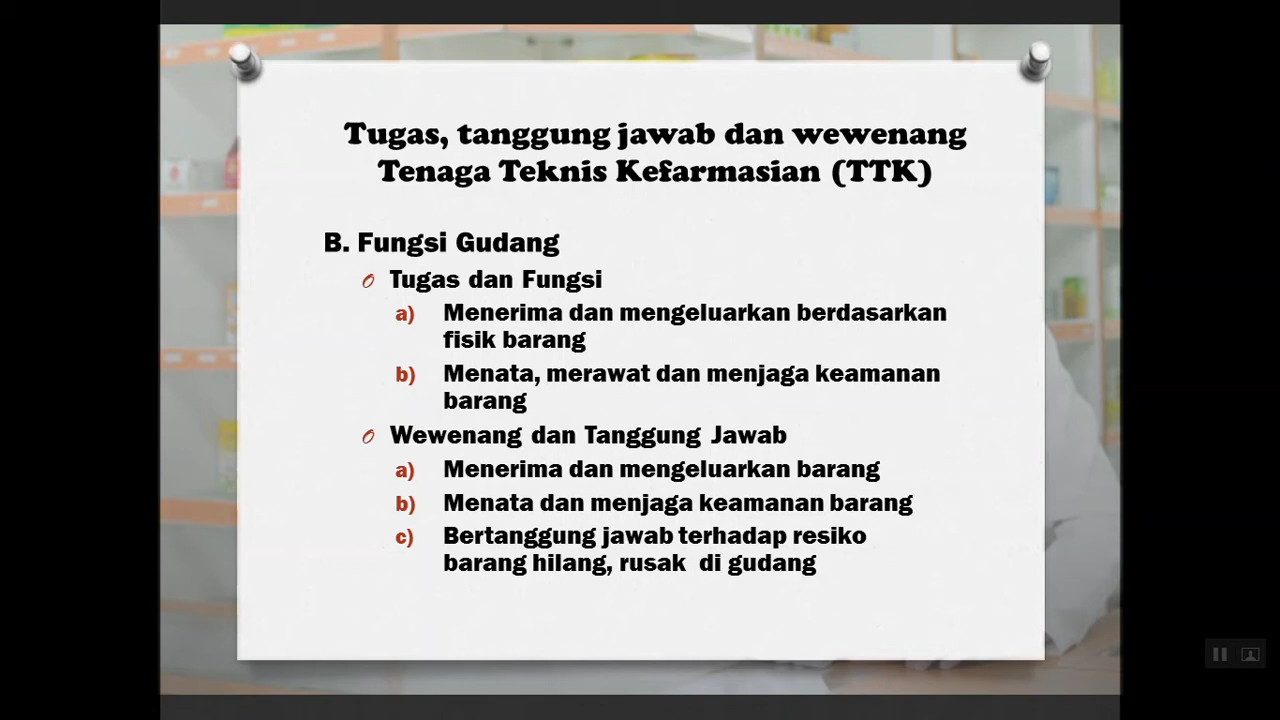 Tugas, tanggung jawab dan wewenang
Tenaga Teknis Kefarmasian (TTK)
B. Fungsi Gudang
Tugas dan Fungsi
a) Menerima dan mengeluarkan berdasarkan
fisik barang
b) Menata, merawat dan menjaga keamanan
barang
Wewenang dan Tanggung Jawab
a) Menerima dan mengeluarkan barang
b) Menata dan menjaga keamanan barang
c) Bertanggung jawab terhadap resiko
barang hilang, rusak  di gudang